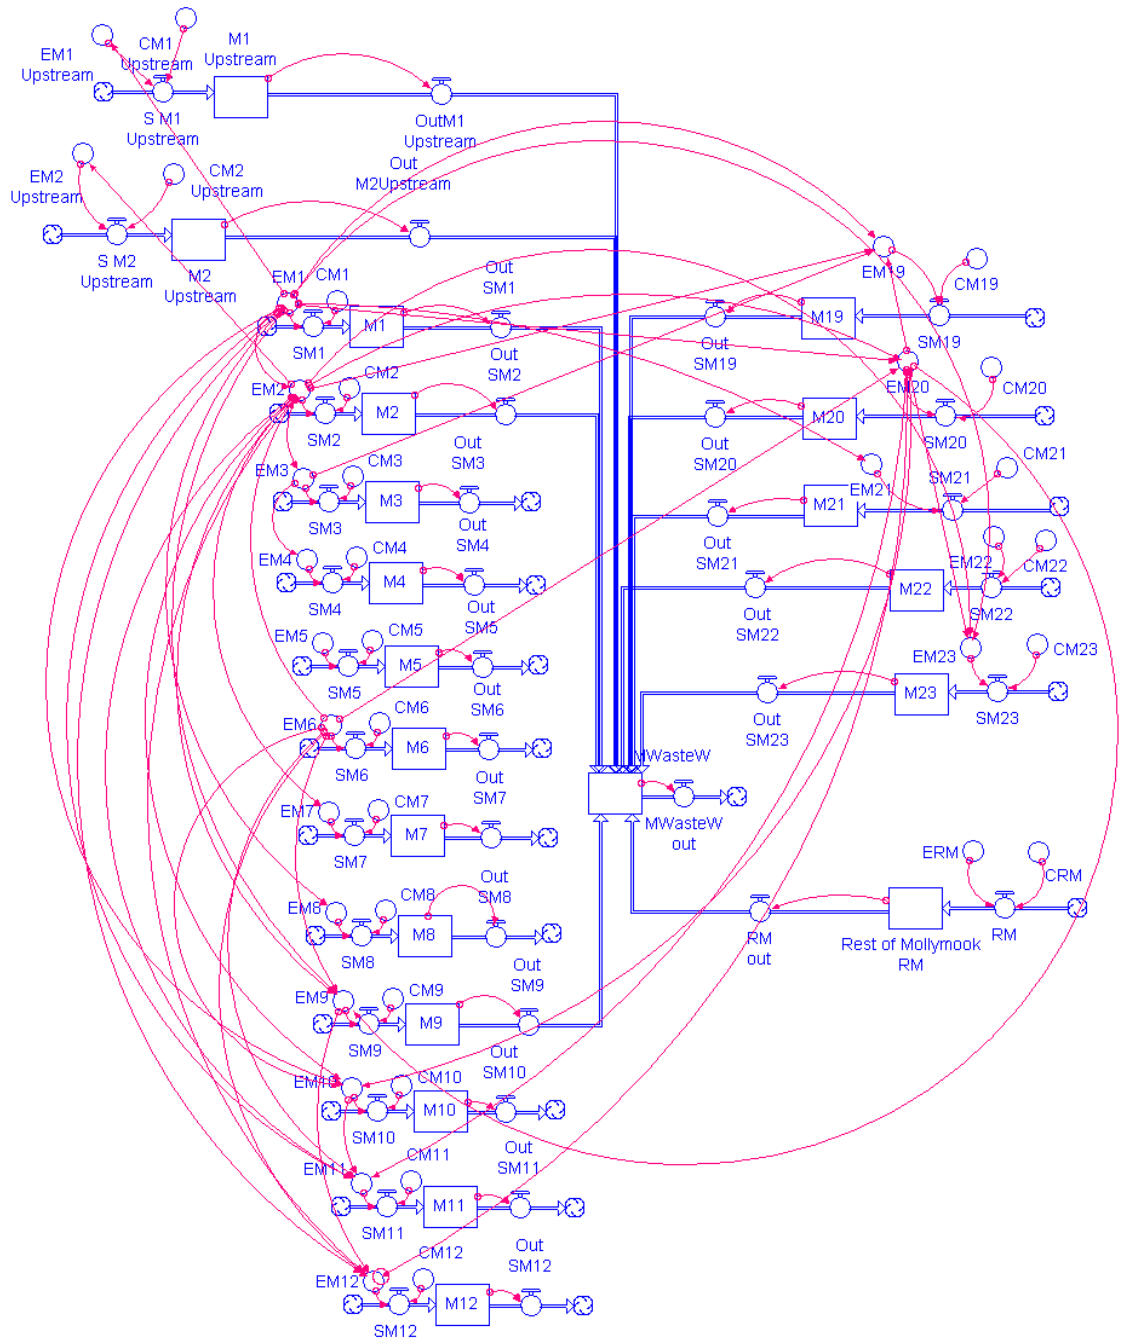 EM1
Upstream
CM1
Upstream
M1
Upstream
S M1
Upstream
OutM1
Upstream
EM2
Upstream
CM2
Upstream
Out
M2Upstream
S M2
Upstream
M2
Upstream
EM1
CM1
Out
SM1
SM1
M1
Out
SM2
EM2
CM2
SM2
M2
Out
SM3
EM3
CM3
SM3
M3
Out
SM4
EM4
CM4
SM4
M4
Out
SM5
EM5
CM5
SM5
M5
Out
SM6
EM6
CM6
SM6
M6
Out
SM7
EM7
CM7
SM7
M7
Out
SM8
EM8
CM8
SM8
M8
Out
SM9
EM9
CM9
SM9
M9
Out
SM10
EM10
CM10
SM10
M10
Out
SM11
EM11
CM11
SM11
M11
Out
SM12
EM12
CM12
SM12
M12
EM19
CM19
M19
SM19
Out
SM19
EM20
CM20
M20
SM20
Out
SM20
EM21
SM21
CM21
M21
Out
SM21
EM22
CM22
M22
SM22
Out
SM22
EM23
CM23
M23
SM23
Out
SM23
MWasteW
MWasteW
out
ERM
CRM
RM
out
Rest of Mollymook
RM
RM